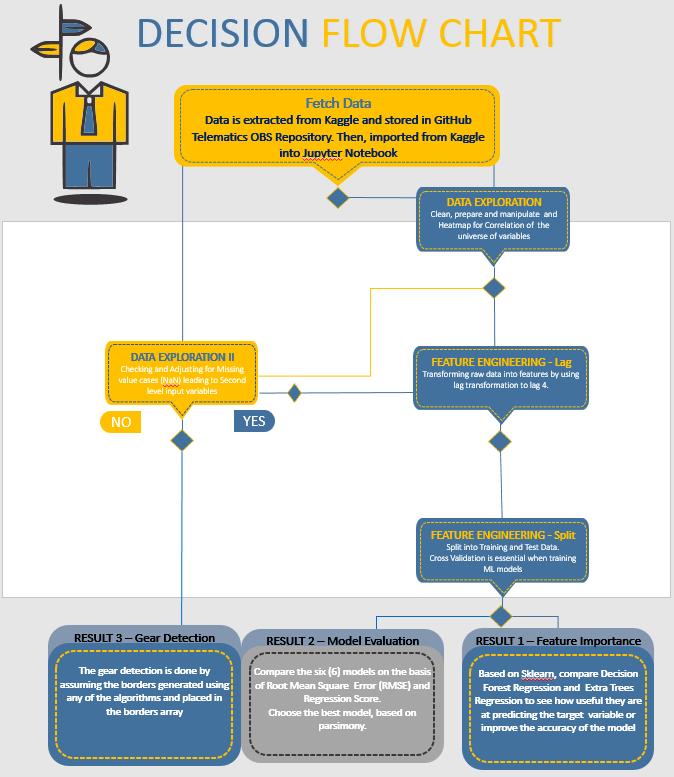 DECISION FLOW CHART
Fetch Data
Data is extracted from Kaggle and stored in GitHub
Telematics OBS Repository. Then, imported from Kaggle
into Jupyter Notebook
DATA EXPLORATION
Clean, prepare and manipulate and
Heatmap for Correlation of the
universe of variables
DATA EXPLORATION II
Checking and Adjusting for Missing
value cases (NaN) leading to Second
level input variables
NO
YES
FEATURE ENGINEERING - Lag
Transforming raw data into features by using
lag transformation to lag 4.
FEATURE ENGINEERING - Split
Split into Training and Test Data.
Cross Validation is essential when training
ML models
RESULT 3 – Gear Detection
The gear detection is done by
assuming the borders generated using
any of the algorithms and placed in
the borders array
RESULT 2 – Model Evaluation
Compare the six (6) models on the basis
of Root Mean Square Error (RMSE) and
Regression Score.
Choose the best model, based on
parsimony.
RESULT 1 – Feature Importance
Based on Sklearn, compare Decision
Forest Regression and Extra Trees
Regression to see how useful they are
at predicting the target variable or
improve the accuracy of the model